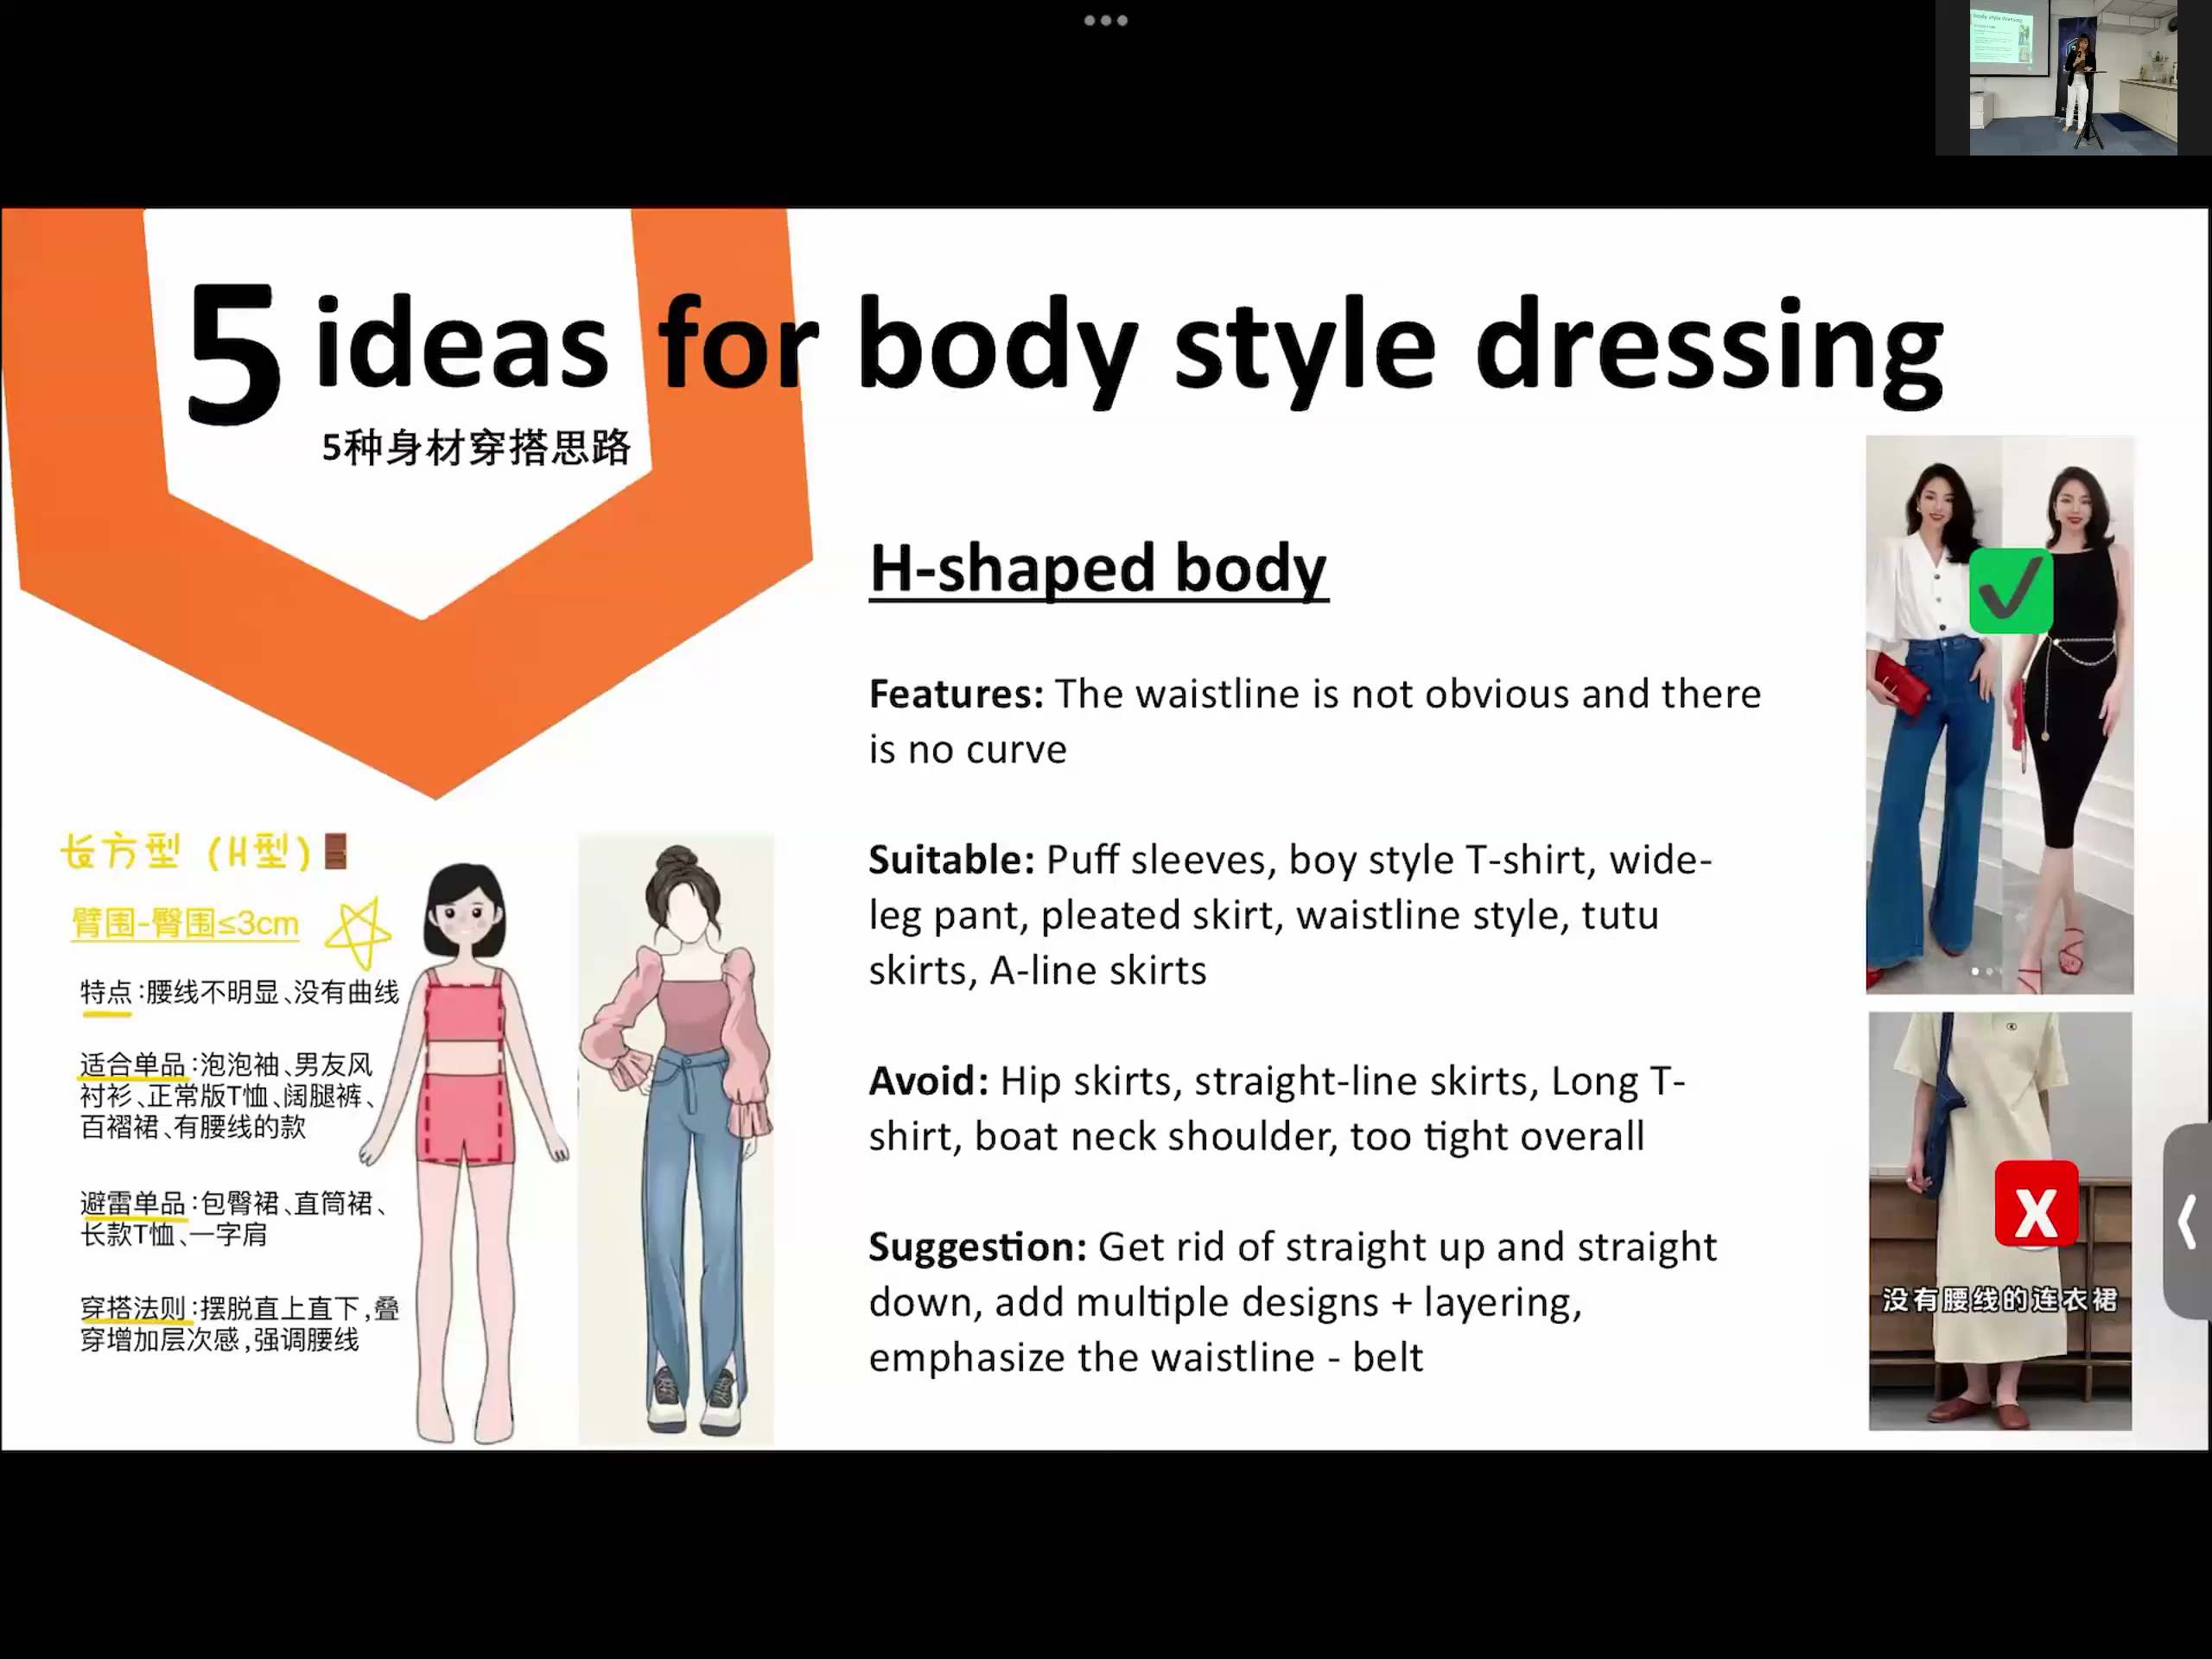 5 ideas for body style dressing
5种身材穿搭思路
H-shaped body
Features: The waistline is not obvious and there
is no curve
Suitable: Puff sleeves, boy style T-shirt, wide-
leg pant, pleated skirt, waistline style, tutu
skirts, A-line skirts
Avoid: Hip skirts, straight-line skirts, Long T-
shirt, boat neck shoulder, too tight overall
Suggestion: Get rid of straight up and straight
down, add multiple designs + layering,
emphasize the waistline - belt
长方型 (H型)
臂围-臀围≤3cm
特点:腰线不明显、没有曲线
适合单品:泡泡袖、男友风
衬衫、正常版T恤、阔腿裤、
百褶裙、有腰线的款
避雷单品:包臀裙、直筒裙、
长款T恤、一字肩
穿搭法则:摆脱直上直下,叠
穿增加层次感,强调腰线
没有腰线的连衣裙
body style dressing